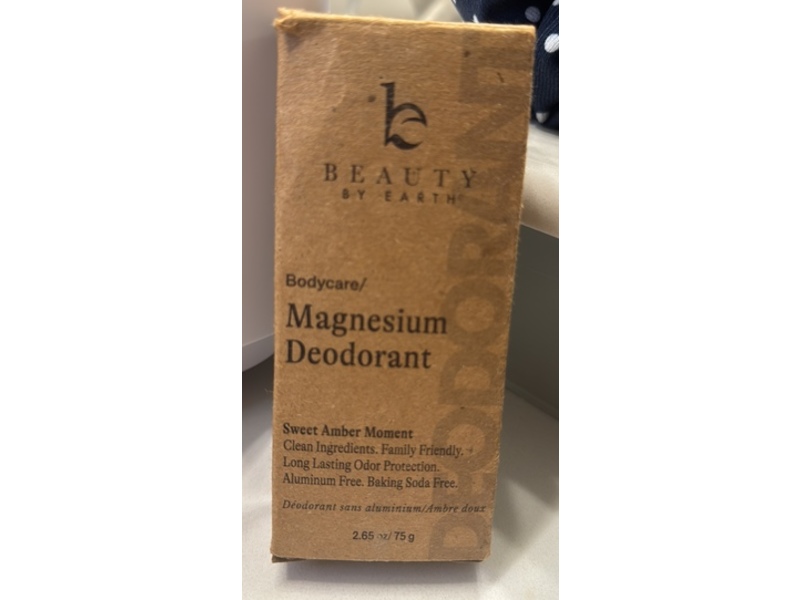 BEAUTY
BY EARTH
Bodycare/
Magnesium
Deodorant
Sweet Amber Moment
Clean Ingredients. Family Friendly.
Long Lasting Odor Protection.
Aluminum Free. Baking Soda Free.
Déodorant sans aluminium/Ambre doux
2.65 oz/75 g
DEODORANT